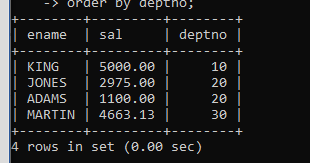 -> order by deptno;
+--------+---------+--------+
| ename | sal | deptno |
+--------+---------+--------+
| KING | 5000.00 | 10 |
| JONES | 2975.00 | 20 |
| ADAMS | 1100.00 | 20 |
| MARTIN | 4663.13 | 30 |
+--------+---------+--------+
4 rows in set (0.00 sec)